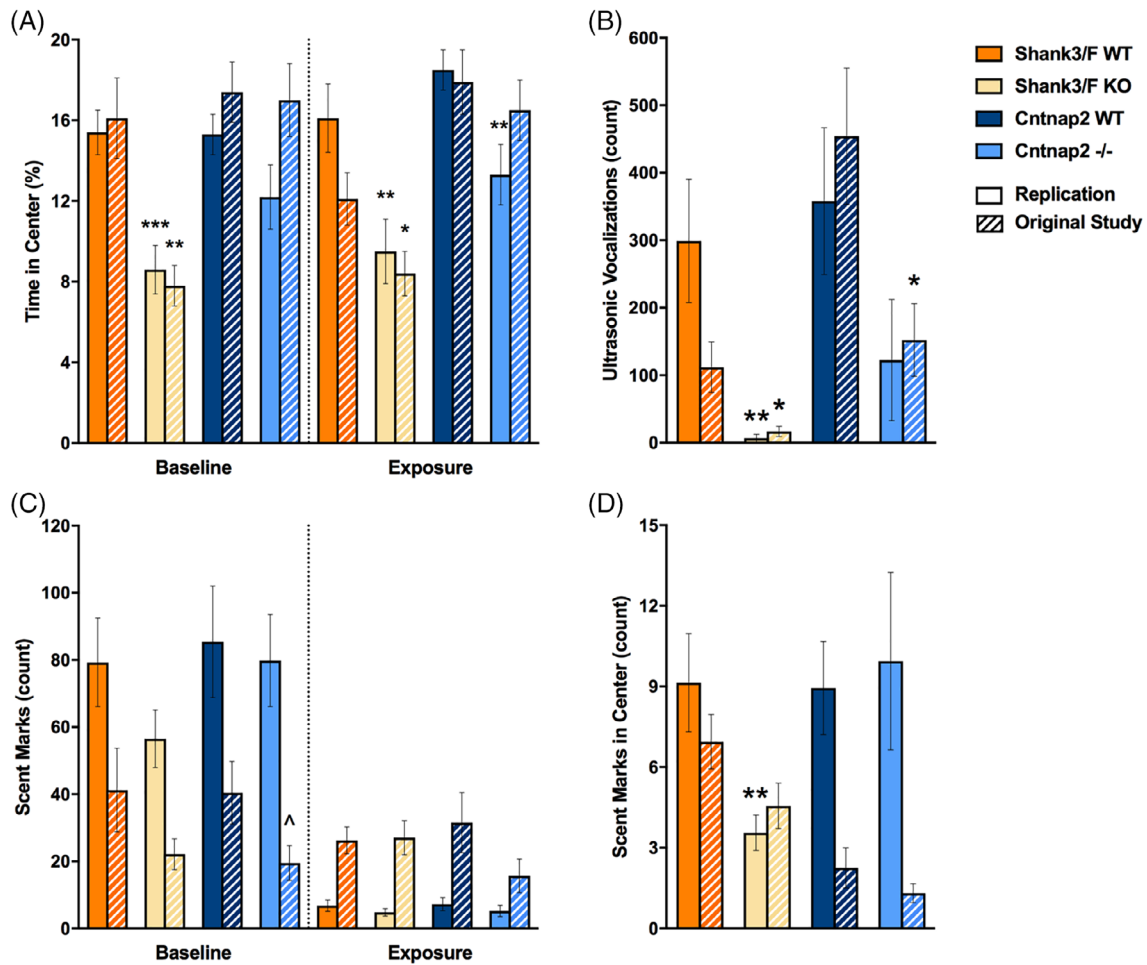 (A)
Time in Center (%)
20
16
12
8
4
0
***
**
**
*
**
Baseline
Exposure
(B)
Ultrasonic Vocalizations (count)
600
500
400
300
200
100
0
**
*
*
Shank3/F WT
Shank3/F KO
Cntnap2 WT
Cntnap2 -/-
Replication
Original Study
(C)
Scent Marks (count)
120
100
80
60
40
20
0
^
Baseline
Exposure
(D)
Scent Marks in Center (count)
15
12
9
6
3
0
**